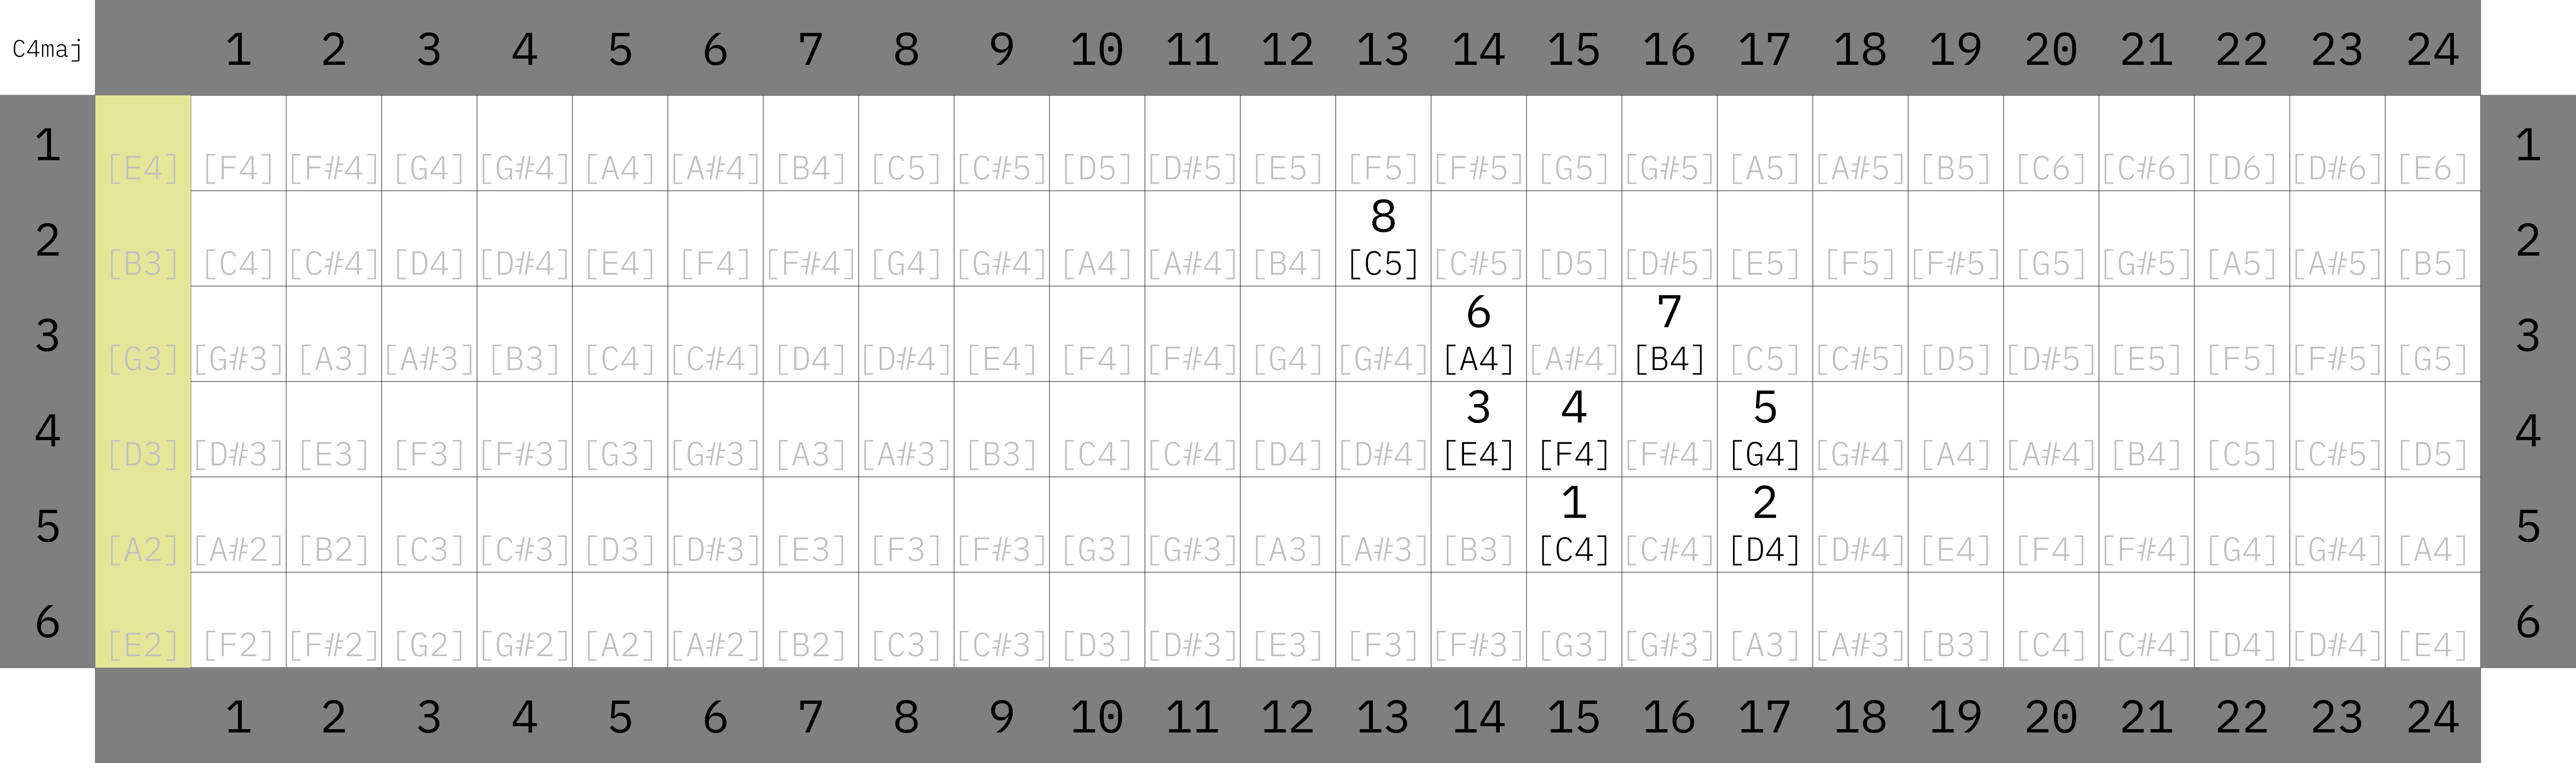 C4maj 1 2 3 4 5 6 7 8 9 10 11 12 13 14 15 16 17 18 19 20 21 22 23 24
1 [E4] [F4] [F#4] [G4] [G#4] [A4] [A#4] [B4] [C5] [C#5] [D5] [D#5] [E5] [F5] [F#5] [G5] [G#5] [A5] [A#5] [B5] [C6] [C#6] [D6] [D#6] [E6] 1
8
2 [B3] [C4] [C#4] [D4] [D#4] [E4] [F4] [F#4] [G4] [G#4] [A4] [A#4] [B4] [C5] [C#5] [D5] [D#5] [E5] [F5] [F#5] [G5] [G#5] [A5] [A#5] [B5] 2
6 7
3 [G3] [G#3] [A3] [A#3] [B3] [C4] [C#4] [D4] [D#4] [E4] [F4] [F#4] [G4] [G#4] [A4] [A#4] [B4] [C5] [C#5] [D5] [D#5] [E5] [F5] [F#5] [G5] 3
3 4 5
4 [D3] [D#3] [E3] [F3] [F#3] [G3] [G#3] [A3] [A#3] [B3] [C4] [C#4] [D4] [D#4] [E4] [F4] [F#4] [G4] [G#4] [A4] [A#4] [B4] [C5] [C#5] [D5] 4
1 2
5 [A2] [A#2] [B2] [C3] [C#3] [D3] [D#3] [E3] [F3] [F#3] [G3] [G#3] [A3] [A#3] [B3] [C4] [C#4] [D4] [D#4] [E4] [F4] [F#4] [G4] [G#4] [A4] 5
6 [E2] [F2] [F#2] [G2] [G#2] [A2] [A#2] [B2] [C3] [C#3] [D3] [D#3] [E3] [F3] [F#3] [G3] [G#3] [A3] [A#3] [B3] [C4] [C#4] [D4] [D#4] [E4] 6
1 2 3 4 5 6 7 8 9 10 11 12 13 14 15 16 17 18 19 20 21 22 23 24